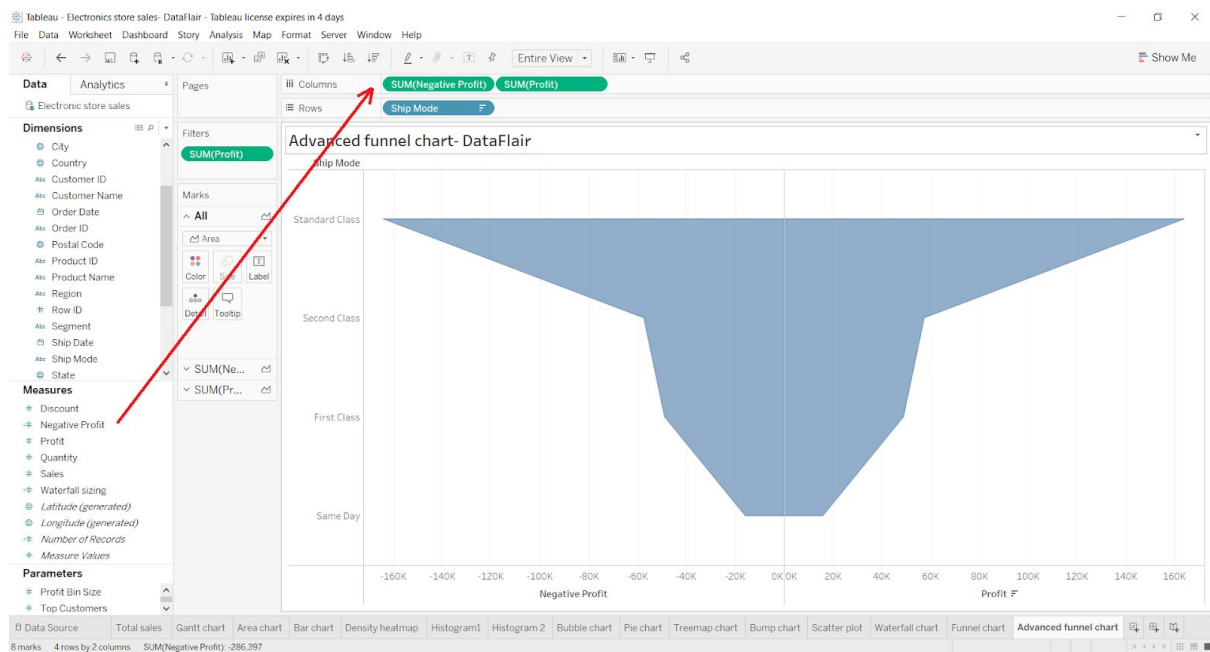 Tableau - Electronics store sales- DataFlair - Tableau license expires in 4 days
File Data Worksheet Dashboard Story Analysis Map Format Server Window Help
Entire View
Show Me
Data Analytics
Electronic store sales
Dimensions
City
Country
Abc Customer ID
Abc Customer Name
Order Date
Abc Order ID
Postal Code
Abc Product ID
Abc Product Name
Abc Region
# Row ID
Abc Segment
Ship Date
Abc Ship Mode
State
Measures
# Discount
=# Negative Profit
# Profit
# Quantity
# Sales
=# Waterfall sizing
Latitude (generated)
Longitude (generated)
=# Number of Records
# Measure Values
Parameters
# Profit Bin Size
# Top Customers
Pages
Filters
SUM(Profit)
Marks
All
Area
Color Size Label
Detail Tooltip
SUM(Ne...
SUM(Pr...
iii Columns SUM(Negative Profit) SUM(Profit)
Rows Ship Mode
Advanced funnel chart- DataFlair
Ship Mode
Standard Class
Second Class
First Class
Same Day
-160K -140K -120K -100K -80K -60K -40K -20K 0K 0K 20K 40K 60K 80K 100K 120K 140K 160K
Negative Profit Profit
Data Source Total sales Gantt chart Area chart Bar chart Density heatmap Histogram1 Histogram 2 Bubble chart Pie chart Treemap chart Bump chart Scatter plot Waterfall chart Funnel chart Advanced funnel chart
8 marks 4 rows by 2 columns SUM(Negative Profit): -286,397